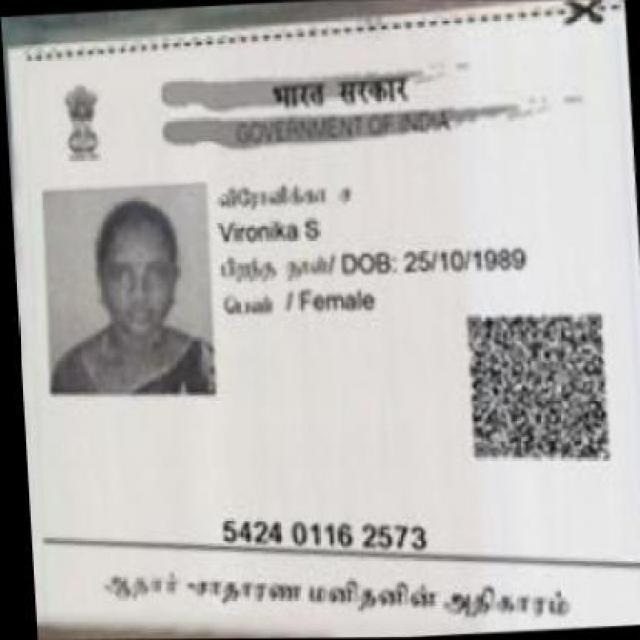 भारत सरकार
GOVERNMENT OF INDIA
விரோனிக்கா ச
Vironika S
பிறந்த நாள்/ DOB: 25/10/1989
பெண் / Female
5424 0116 2573
ஆதார் - சாதாரண மனிதனின் அதிகாரம்